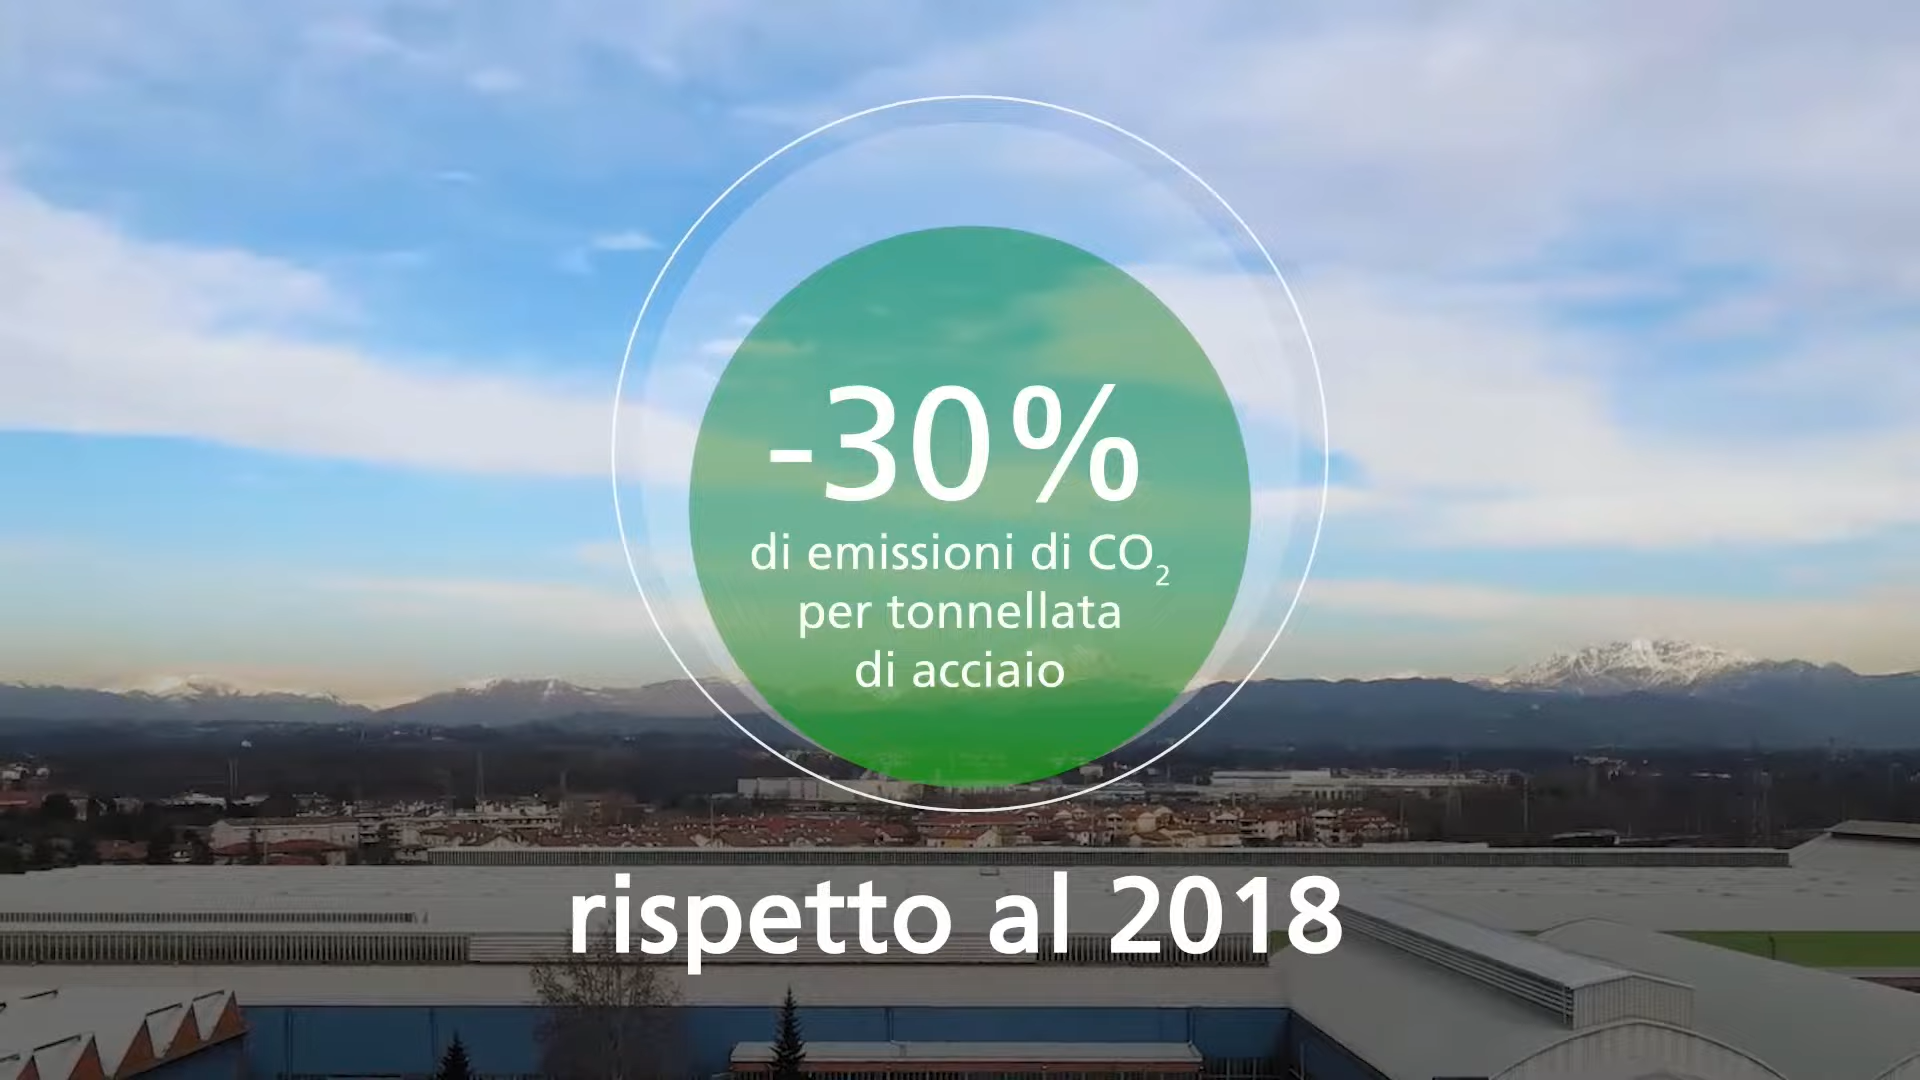 -30%
di emissioni di CO₂
per tonnellata
di acciaio
rispetto al 2018